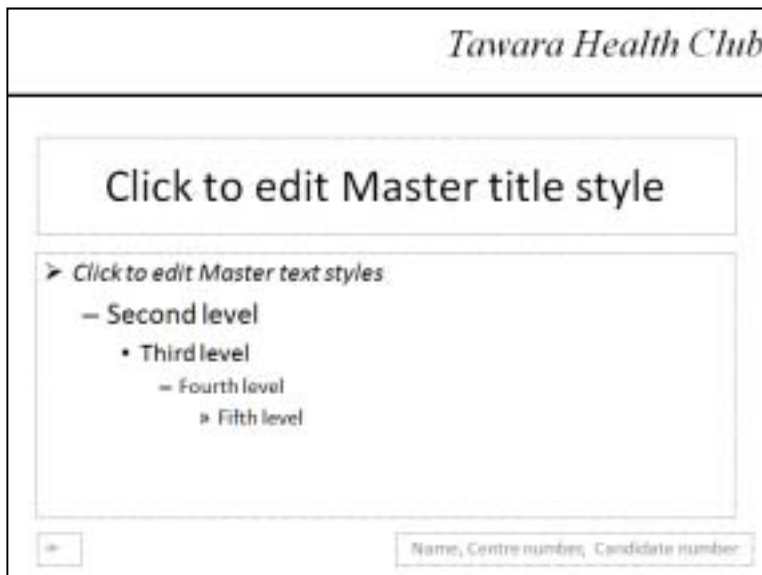 Tawara Health Club
Click to edit Master title style
➢ Click to edit Master text styles
– Second level
• Third level
– Fourth level
» Fifth level
Name, Centre number, Candidate number